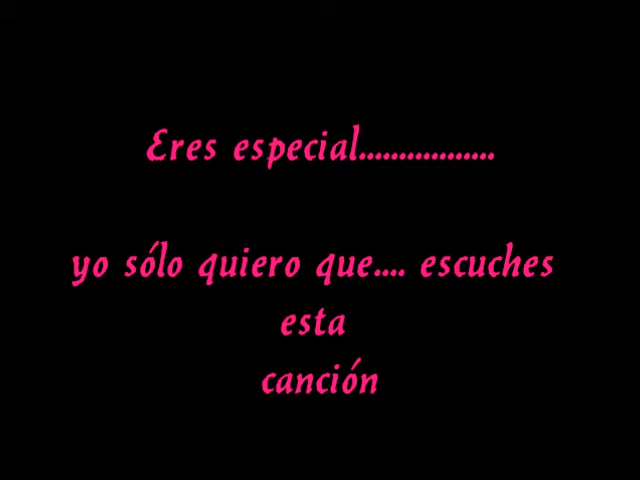 Eres especial.................
yo sólo quiero que.... escuches
esta
canción